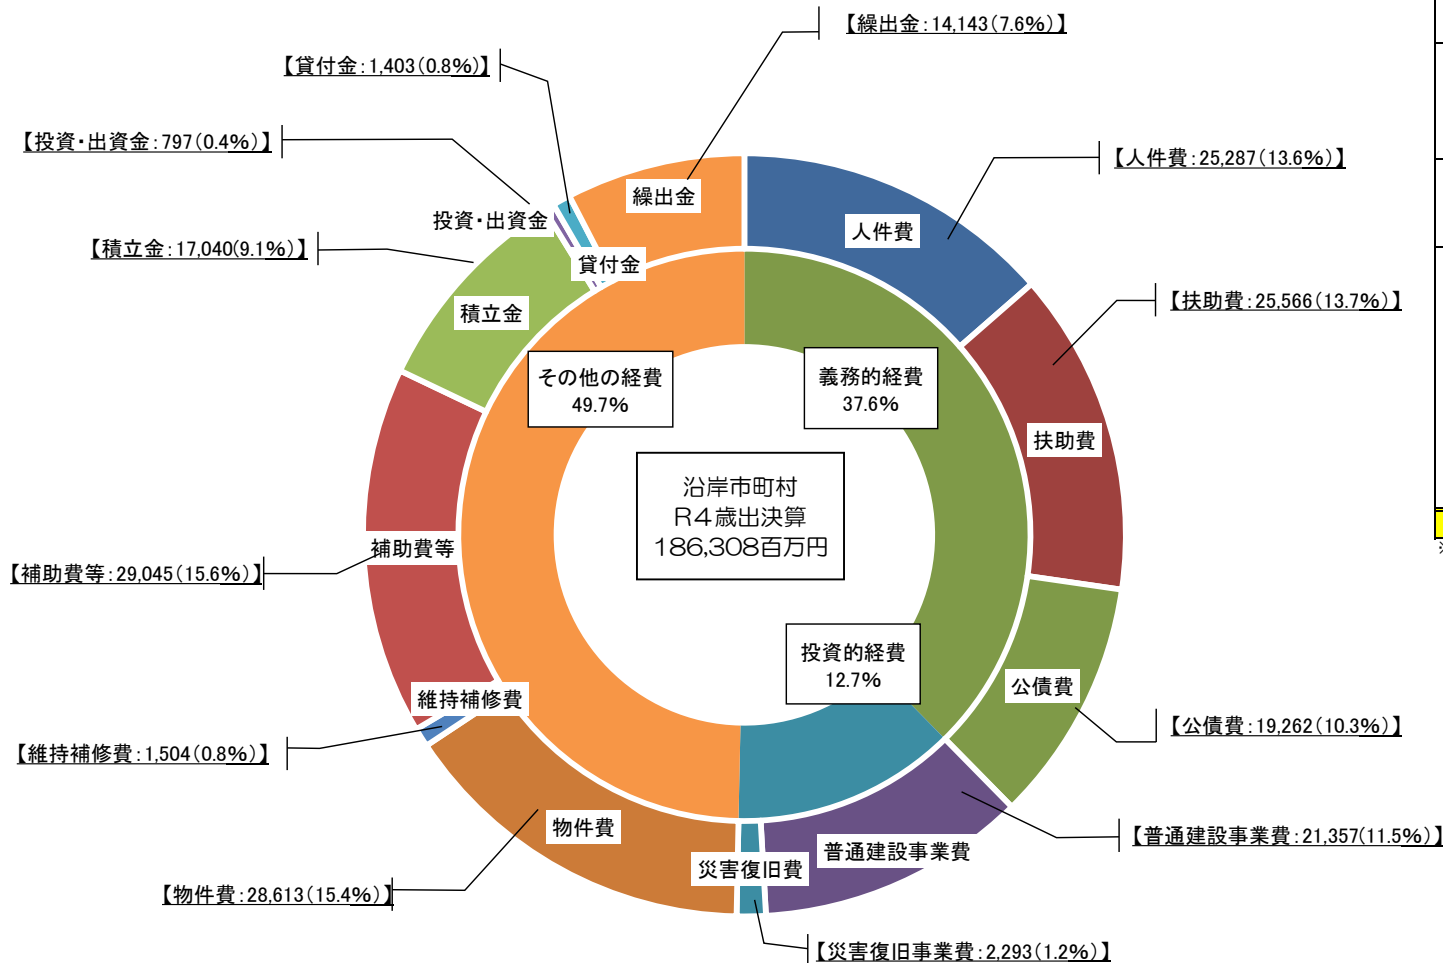 【繰出金：14,143（7.6%）】
【貸付金：1,403（0.8%）】
【投資・出資金：797（0.4%）】
【人件費：25,287（13.6%）】
繰出金
投資・出資金
人件費
【積立金：17,040（9.1%）】
貸付金
【扶助費：25,566（13.7%）】
積立金
その他の経費
49.7%
義務的経費
37.6%
扶助費
沿岸市町村
R４歳出決算
186,308百万円
補助費等
※
【補助費等：29,045（15.6%）】
投資的経費
12.7%
公債費
維持補修費
【公債費：19,262（10.3%）】
【維持補修費：1,504（0.8%）】
物件費
普通建設事業費
【普通建設事業費：21,357（11.5%）】
災害復旧費
【物件費：28,613（15.4%）】
【災害復旧事業費：2,293（1.2%）】